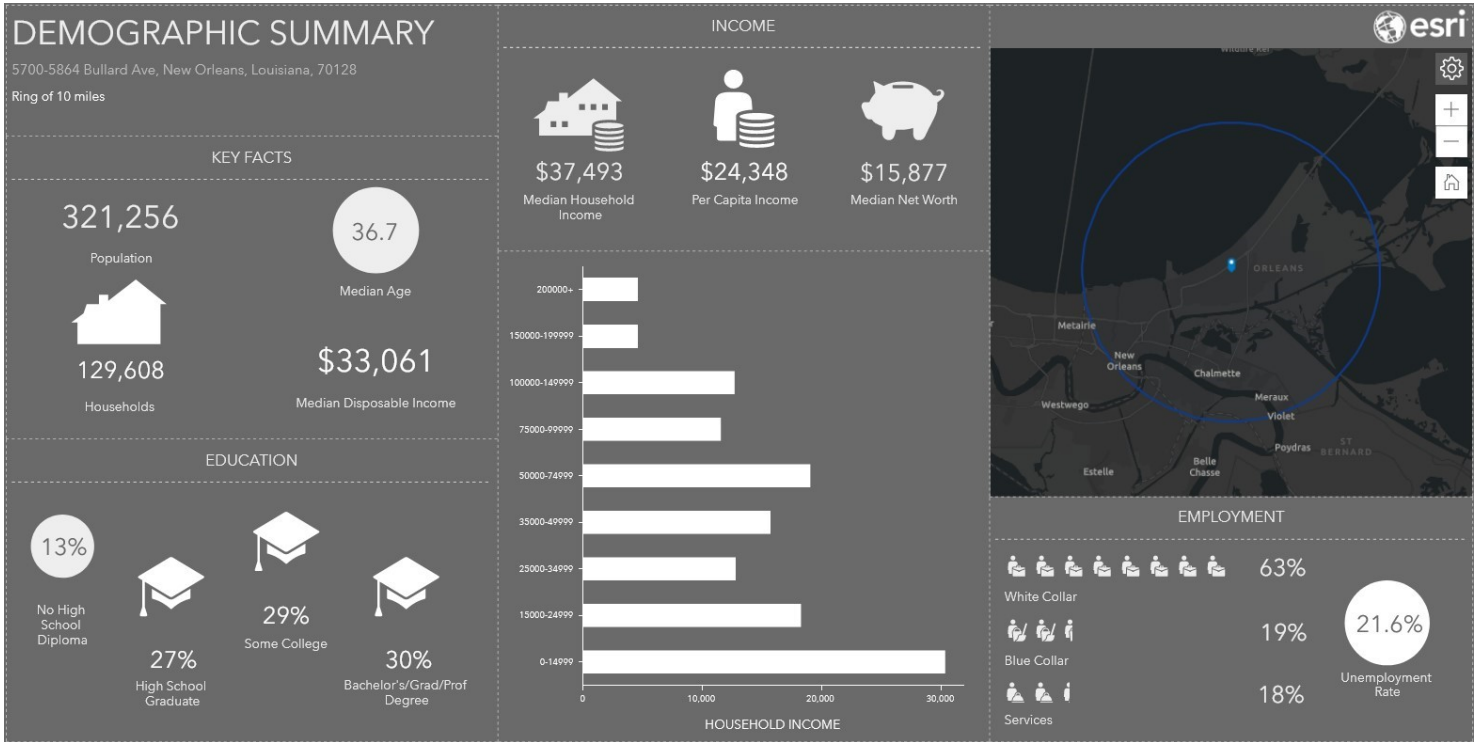 DEMOGRAPHIC SUMMARY
5700-5864 Bullard Ave, New Orleans, Louisiana, 70128
Ring of 10 miles
KEY FACTS
321,256
Population
36.7
Median Age
129,608
Households
$33,061
Median Disposable Income
EDUCATION
13%
No High
School
Diploma
27%
High School
Graduate
29%
Some College
30%
Bachelor's/Grad/Prof
Degree
INCOME
$37,493
Median Household
Income
$24,348
Per Capita Income
$15,877
Median Net Worth
200000+
150000-199999
100000-149999
75000-99999
50000-74999
35000-49999
25000-34999
15000-24999
0-14999
0
10,000
20,000
30,000
HOUSEHOLD INCOME
esri
ORLEANS
Metairie
New
Orleans
Chalmette
Westwego
Meraux
Violet
Poydras
ST
BERNARD
Belle
Chasse
Estelle
EMPLOYMENT
63%
White Collar
19%
Blue Collar
18%
Services
21.6%
Unemployment
Rate